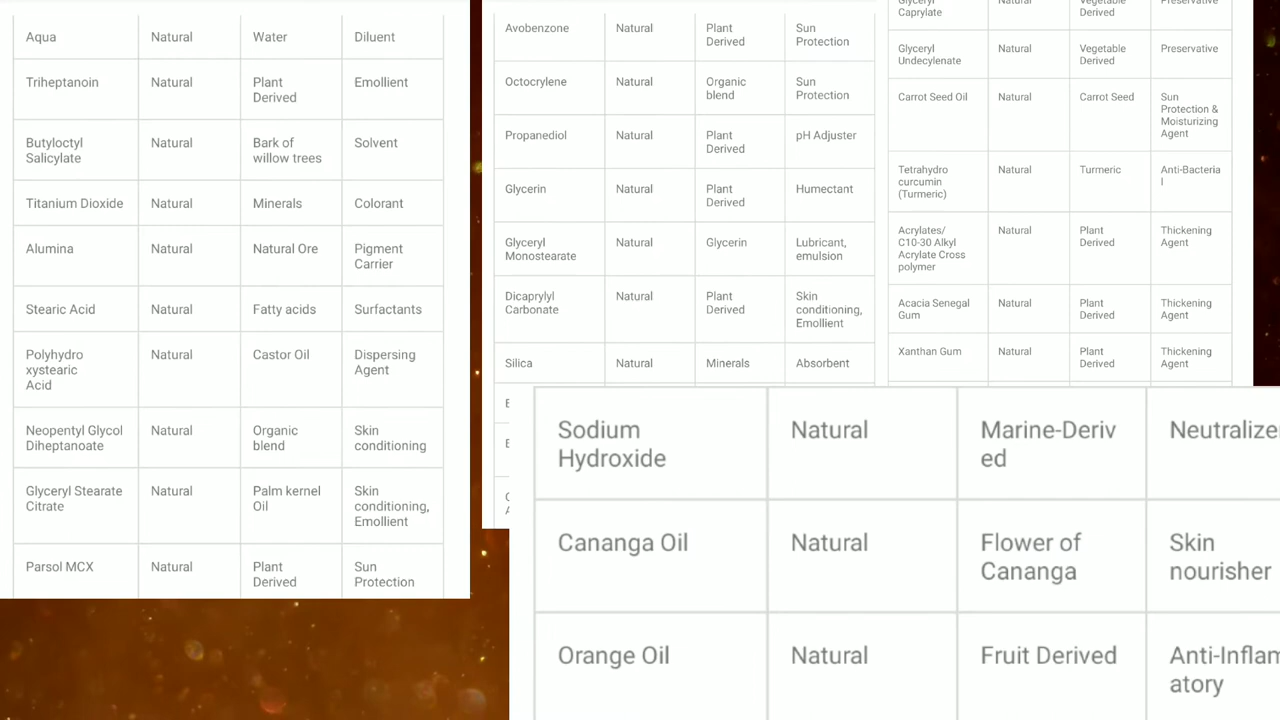 Aqua Natural Water Diluent
Triheptanoin Natural Plant Emollient
Derived
Butyloctyl Natural Bark of Solvent
Salicylate willow trees
Titanium Dioxide Natural Minerals Colorant
Alumina Natural Natural Ore Pigment
Carrier
Stearic Acid Natural Fatty acids Surfactants
Polyhydro Natural Castor Oil Dispersing
xystearic Agent
Acid
Neopentyl Glycol Natural Organic Skin
Diheptanoate blend conditioning
Glyceryl Stearate Natural Palm kernel Skin
Citrate Oil conditioning,
Emollient
Parsol MCX Natural Plant Sun
Derived Protection
Avobenzone Natural Plant Sun
Derived Protection
Octocrylene Natural Organic Sun
blend Protection
Propanediol Natural Plant pH Adjuster
Derived
Glycerin Natural Plant Humectant
Derived
Glyceryl Natural Glycerin Lubricant,
Monostearate emulsion
Dicaprylyl Natural Plant Skin
Carbonate Derived conditioning,
Emollient
Silica Natural Minerals Absorbent
Glyceryl Natural Vegetable Preservative
Caprylate Derived
Glyceryl Natural Vegetable Preservative
Undecylenate Derived
Carrot Seed Oil Natural Carrot Seed Sun
Protection &
Moisturizing
Agent
Tetrahydro Natural Turmeric Anti-Bacteria
curcumin l
(Turmeric)
Acrylates/ Natural Plant Thickening
C10-30 Alkyl Derived Agent
Acrylate Cross
polymer
Acacia Senegal Natural Plant Thickening
Gum Derived Agent
Xanthan Gum Natural Plant Thickening
Derived Agent
Sodium Natural Marine-Deriv Neutralize
Hydroxide ed
Cananga Oil Natural Flower of Skin
Cananga nourisher
Orange Oil Natural Fruit Derived Anti-Inflam
atory